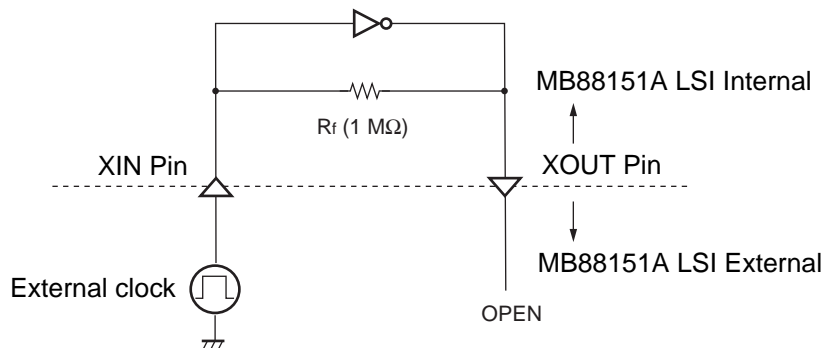 MB88151A LSI Internal
Rf (1 MΩ)
XIN Pin
XOUT Pin
MB88151A LSI External
External clock
OPEN